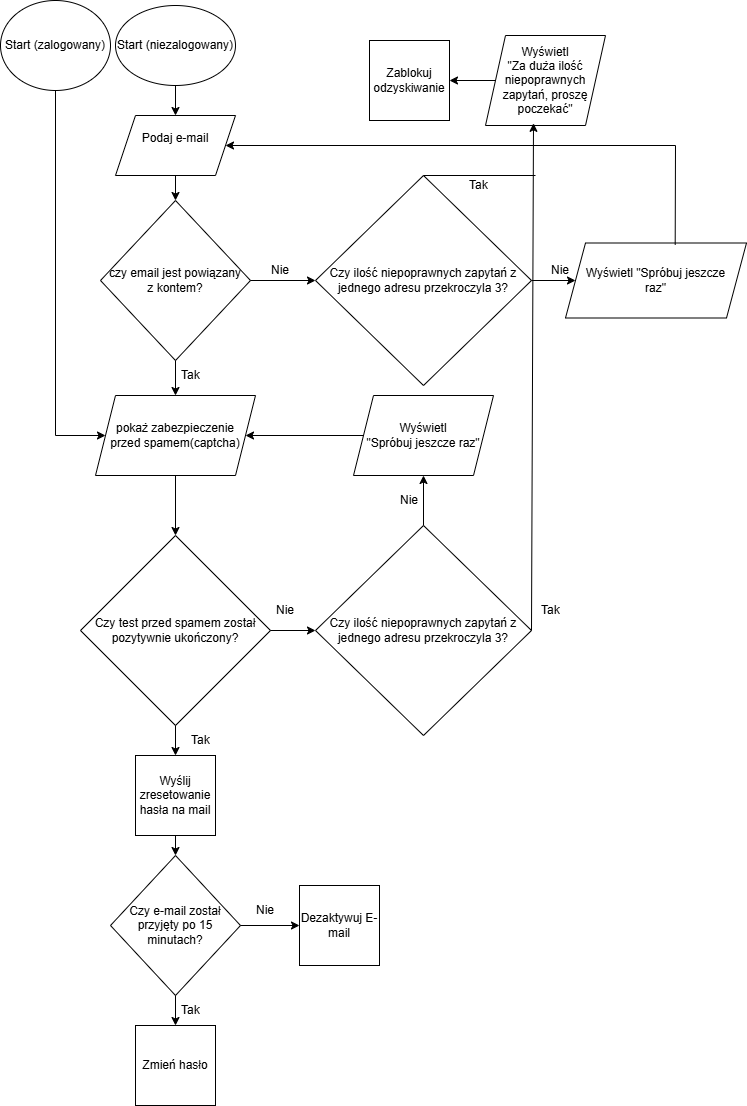 Start (zalogowany)
Start (niezalogowany)
Zablokuj
odzyskiwanie
Wyświetl
"Za duża ilość
niepoprawnych
zapytań, proszę
poczekać"
Podaj e-mail
Tak
czy email jest powiązany
z kontem?
Nie
Czy ilość niepoprawnych zapytań z
jednego adresu przekroczyla 3?
Nie
Wyświetl "Spróbuj jeszcze
raz"
Tak
pokaż zabezpieczenie
przed spamem(captcha)
Wyświetl
"Spróbuj jeszcze raz"
Nie
Czy test przed spamem został
pozytywnie ukończony?
Nie
Czy ilość niepoprawnych zapytań z
jednego adresu przekroczyla 3?
Tak
Tak
Wyślij
zresetowanie
hasła na mail
Czy e-mail został
przyjęty po 15
minutach?
Nie
Dezaktywuj E-
mail
Tak
Zmień hasło